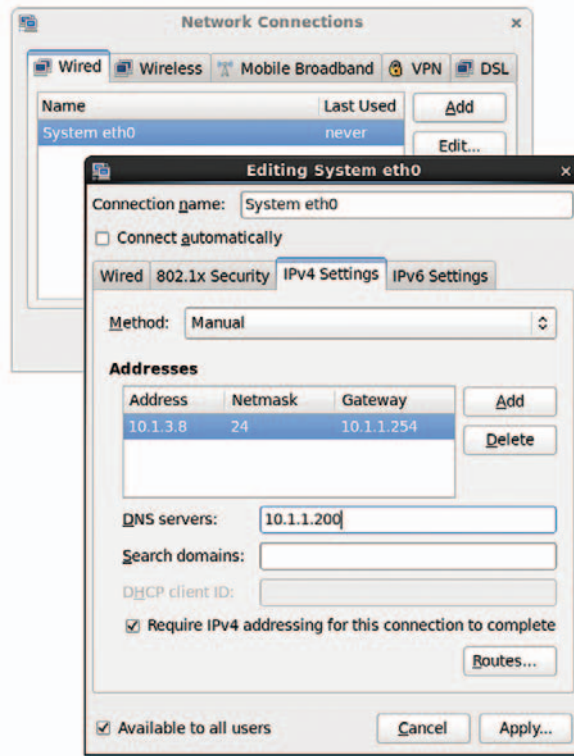 Network Connections
Wired Wireless Mobile Broadband VPN DSL
Name Last Used Add
System eth0 never
Edit...
Editing System eth0
Connection name: System eth0
Connect automatically
Wired 802.1x Security IPv4 Settings IPv6 Settings
Method: Manual
Addresses
Address Netmask Gateway Add
10.1.3.8 24 10.1.1.254
Delete
DNS servers: 10.1.1.200
Search domains:
DHCP client ID:
Require IPv4 addressing for this connection to complete
Routes...
Available to all users Cancel Apply...